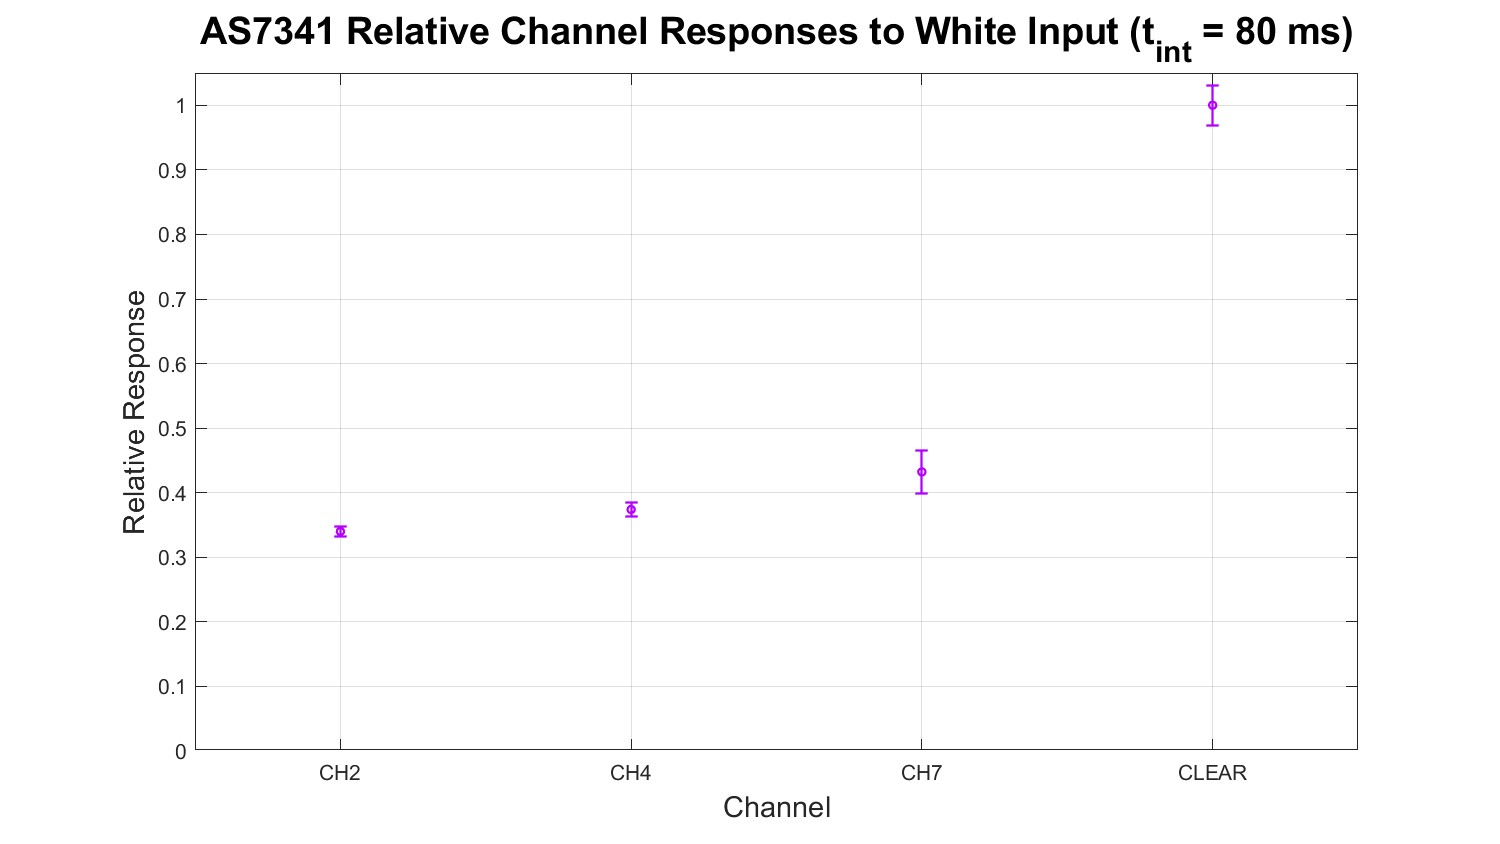 AS7341 Relative Channel Responses to White Input (t_int = 80 ms)
Relative Response
1
0.9
0.8
0.7
0.6
0.5
0.4
0.3
0.2
0.1
0
CH2 CH4 CH7 CLEAR
Channel